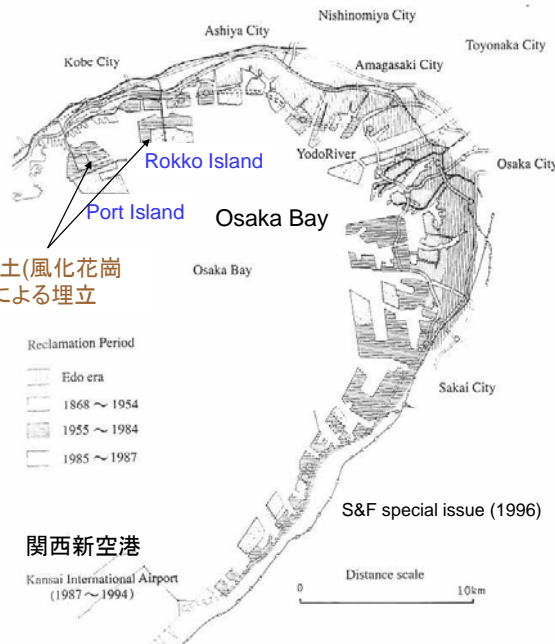 Nishinomiya City
Ashiya City
Toyonaka City
Kobe City
Amagasaki City
Rokko Island
YodoRiver
Osaka City
Port Island
Osaka Bay
土(風化花崗
による埋立
Osaka Bay
Reclamation Period
Edo era
1868～1954
1955～1984
1985～1987
Sakai City
S&F special issue (1996)
関西新空港
Kansai International Airport
(1987～1994)
Distance scale
0 10km